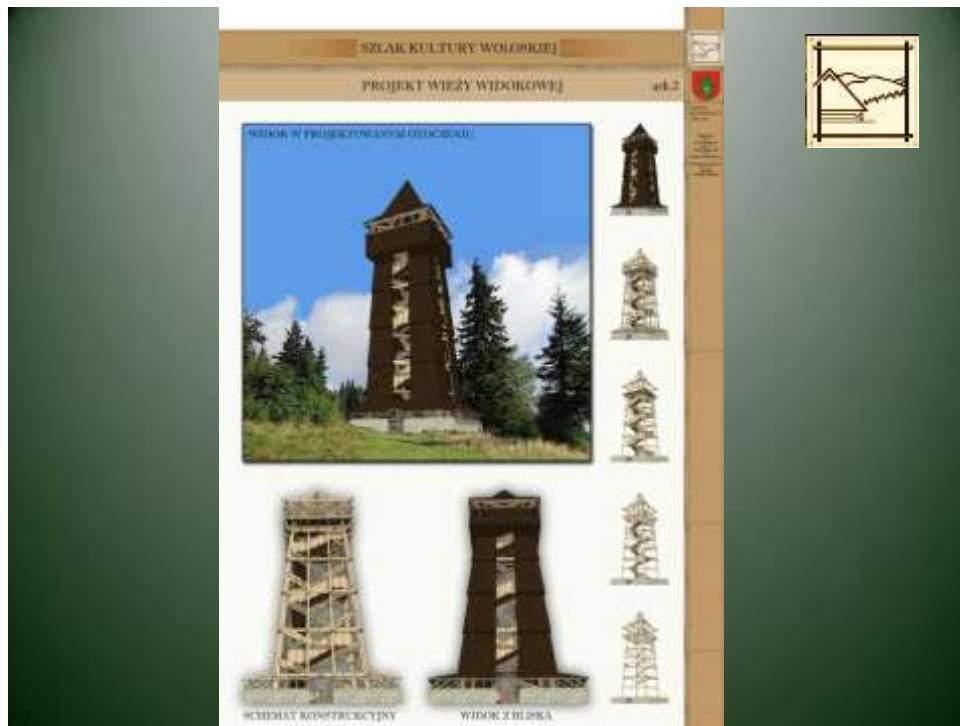 SZLAK KULTURY WOŁOSKIEJ
PROJEKT WIEŻY WIDOKOWEJ
ark.2
WIDOK W PROJEKTOWANYM OTOCZENIU
SCHEMAT KONSTRUKCYJNY
WIDOK Z BLISKA